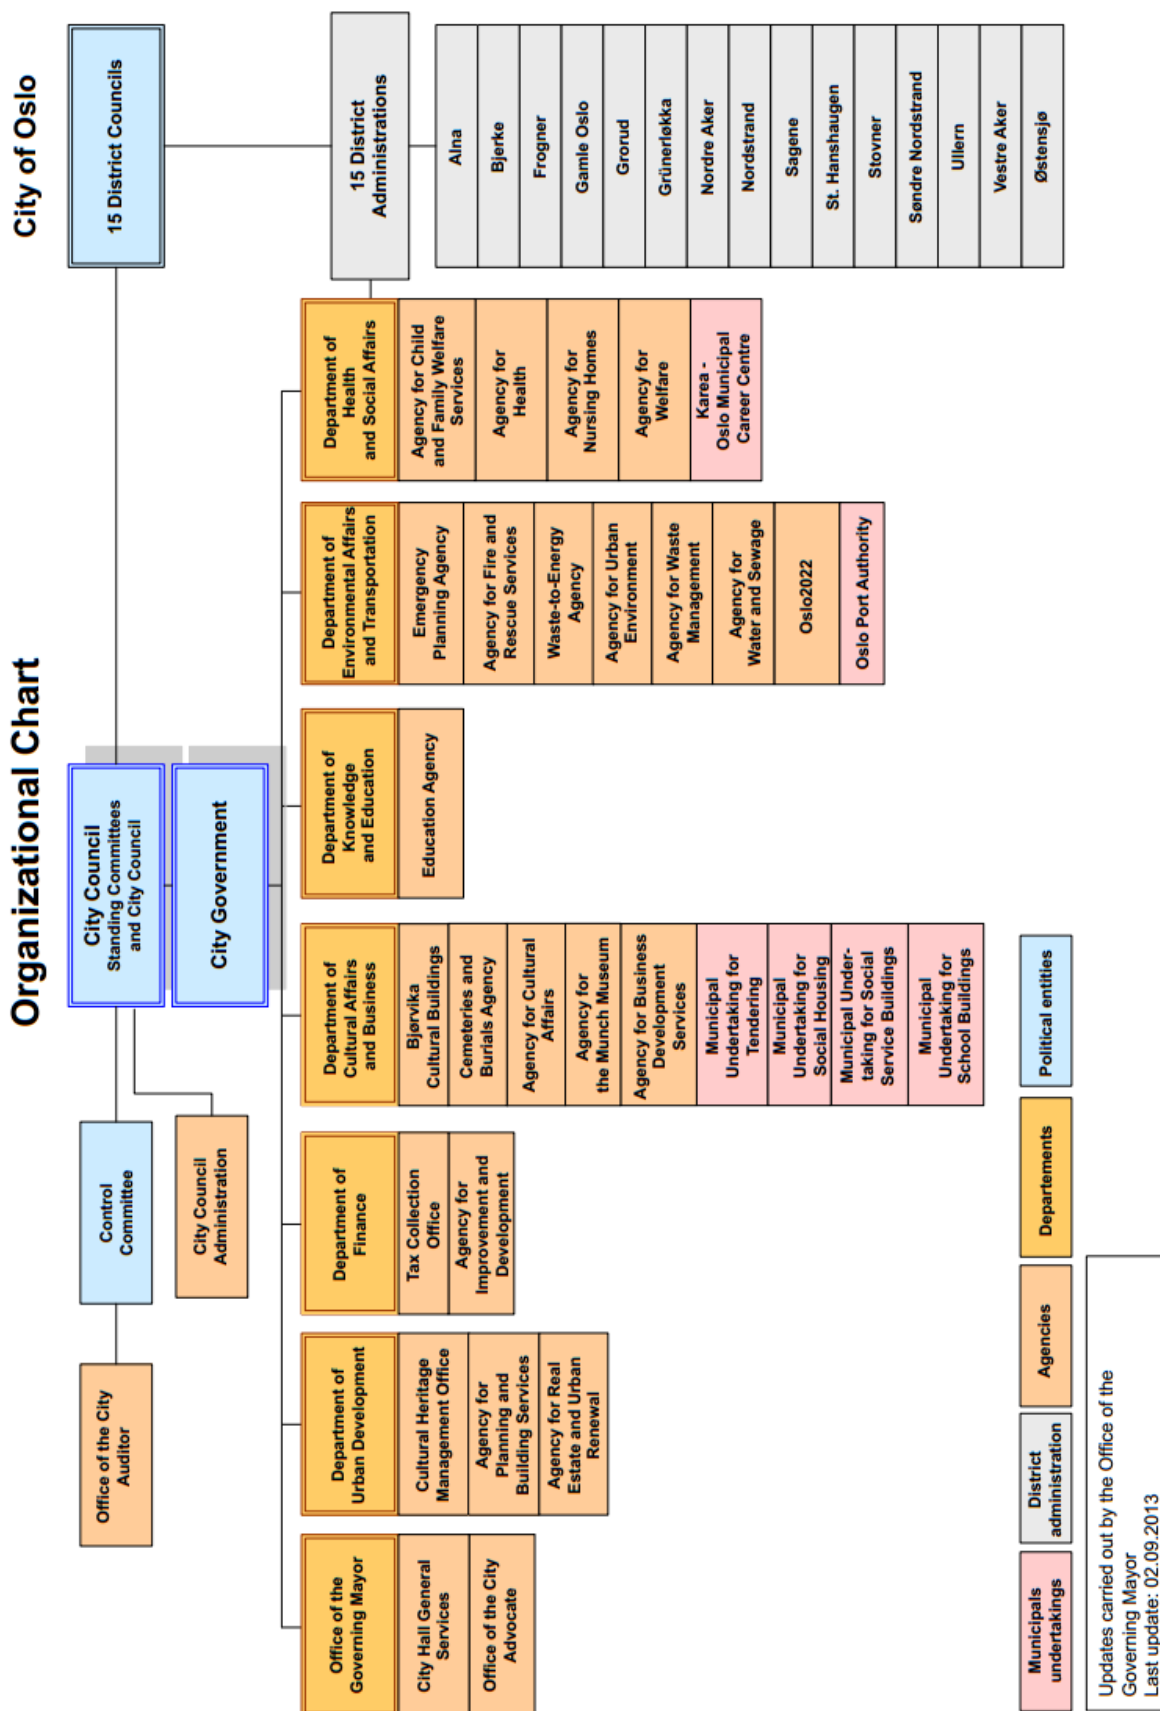 Organizational Chart
City of Oslo
Office of the City
Auditor
Control
Committee
City Council
Administration
City Council
Standing Committees
and City Council
City Government
15 District Councils
15 District
Administrations
Office of the
Governing Mayor
City Hall General
Services
Office of the City
Advocate
Department of
Urban Development
Cultural Heritage
Management Office
Agency for
Planning and
Building Services
Agency for Real
Estate and Urban
Renewal
Department of
Finance
Tax Collection
Office
Agency for
Improvement and
Development
Department of
Cultural Affairs
and Business
Bjørvika
Cultural Buildings
Cemeteries and
Burials Agency
Agency for Cultural
Affairs
Agency for
the Munch Museum
Agency for Business
Development
Services
Municipal
Undertaking for
Tendering
Municipal
Undertaking for
Social Housing
Municipal Under-
taking for Social
Service Buildings
Municipal
Undertaking for
School Buildings
Department of
Knowledge
and Education
Education Agency
Department of
Environmental Affairs
and Transportation
Emergency
Planning Agency
Agency for Fire and
Rescue Services
Waste-to-Energy
Agency
Agency for Urban
Environment
Agency for Waste
Management
Agency for
Water and Sewage
Oslo2022
Oslo Port Authority
Department of
Health
and Social Affairs
Agency for Child
and Family Welfare
Services
Agency for
Health
Agency for
Nursing Homes
Agency for
Welfare
Karea -
Oslo Municipal
Career Centre
Alna
Bjerke
Frogner
Gamle Oslo
Grorud
Grünerløkka
Nordre Aker
Nordstrand
Sagene
St. Hanshaugen
Stovner
Søndre Nordstrand
Ullern
Vestre Aker
Østensjø
Municipals
undertakings
District
administration
Agencies
Departements
Political entities
Updates carried out by the Office of the
Governing Mayor
Last update: 02.09.2013